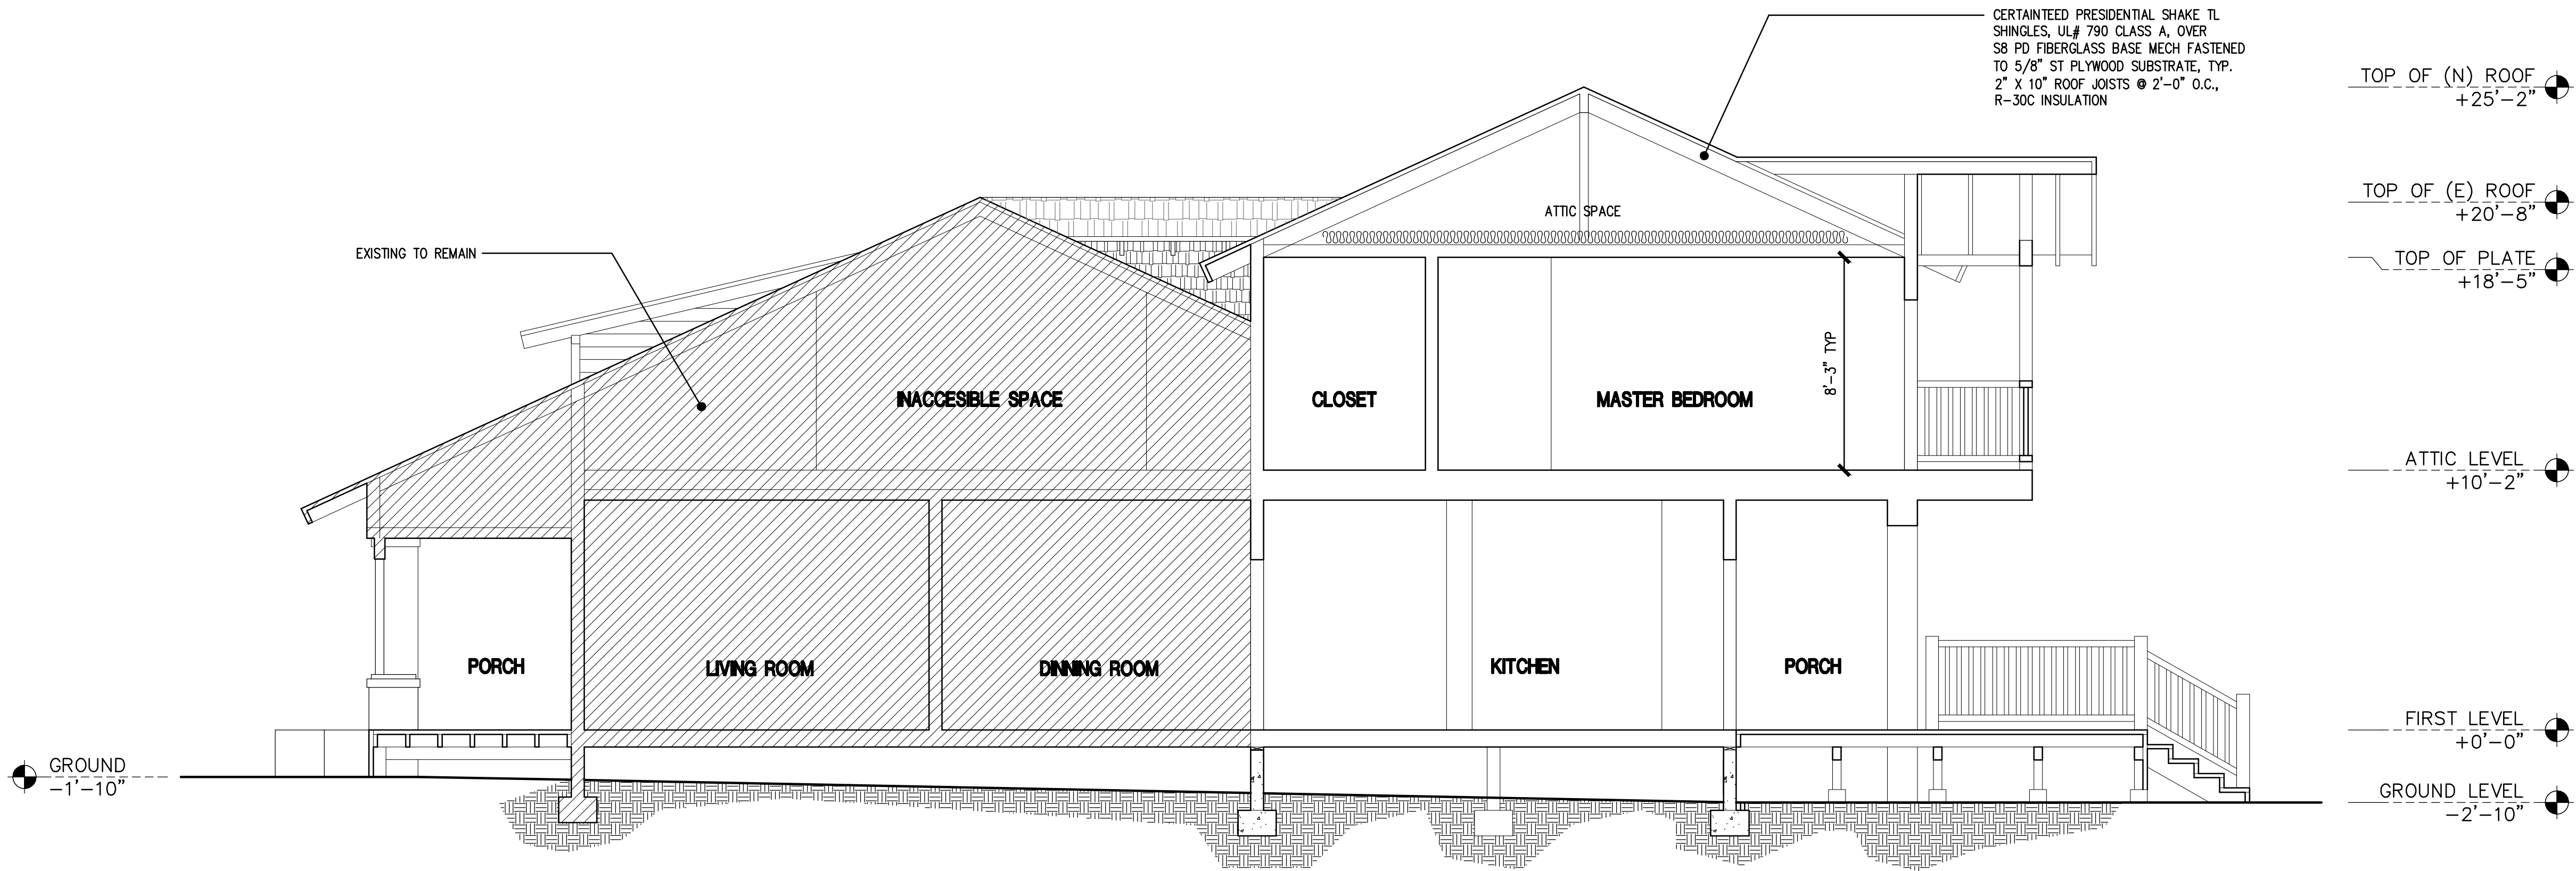 CERTAINTEED PRESIDENTIAL SHAKE TL
SHINGLES, UL# 790 CLASS A, OVER
S8 PD FIBERGLASS BASE MECH FASTENED
TO 5/8" ST PLYWOOD SUBSTRATE, TYP.
2" X 10" ROOF JOISTS @ 2'-0" O.C.,
R-30C INSULATION
TOP OF (N) ROOF
+25'-2"
TOP OF (E) ROOF
+20'-8"
ATTIC SPACE
EXISTING TO REMAIN
TOP OF PLATE
+18'-5"
8'-3" TYP
INACCESIBLE SPACE
CLOSET
MASTER BEDROOM
ATTIC LEVEL
+10'-2"
PORCH
LIVING ROOM
DINNING ROOM
KITCHEN
PORCH
FIRST LEVEL
+0'-0"
GROUND
-1'-10"
GROUND LEVEL
-2'-10"